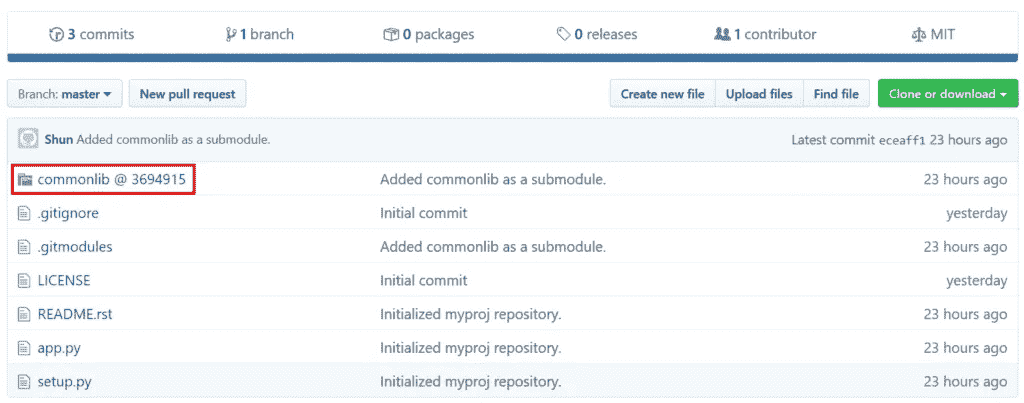 3 commits 1 branch 0 packages 0 releases 1 contributor MIT
Branch: master New pull request Create new file Upload files Find file Clone or download
Shun Added commonlib as a submodule. Latest commit eceaff1 23 hours ago
commonlib @ 3694915 Added commonlib as a submodule. 23 hours ago
.gitignore Initial commit yesterday
.gitmodules Added commonlib as a submodule. 23 hours ago
LICENSE Initial commit yesterday
README.rst Initialized myproj repository. 23 hours ago
app.py Initialized myproj repository. 23 hours ago
setup.py Initialized myproj repository. 23 hours ago